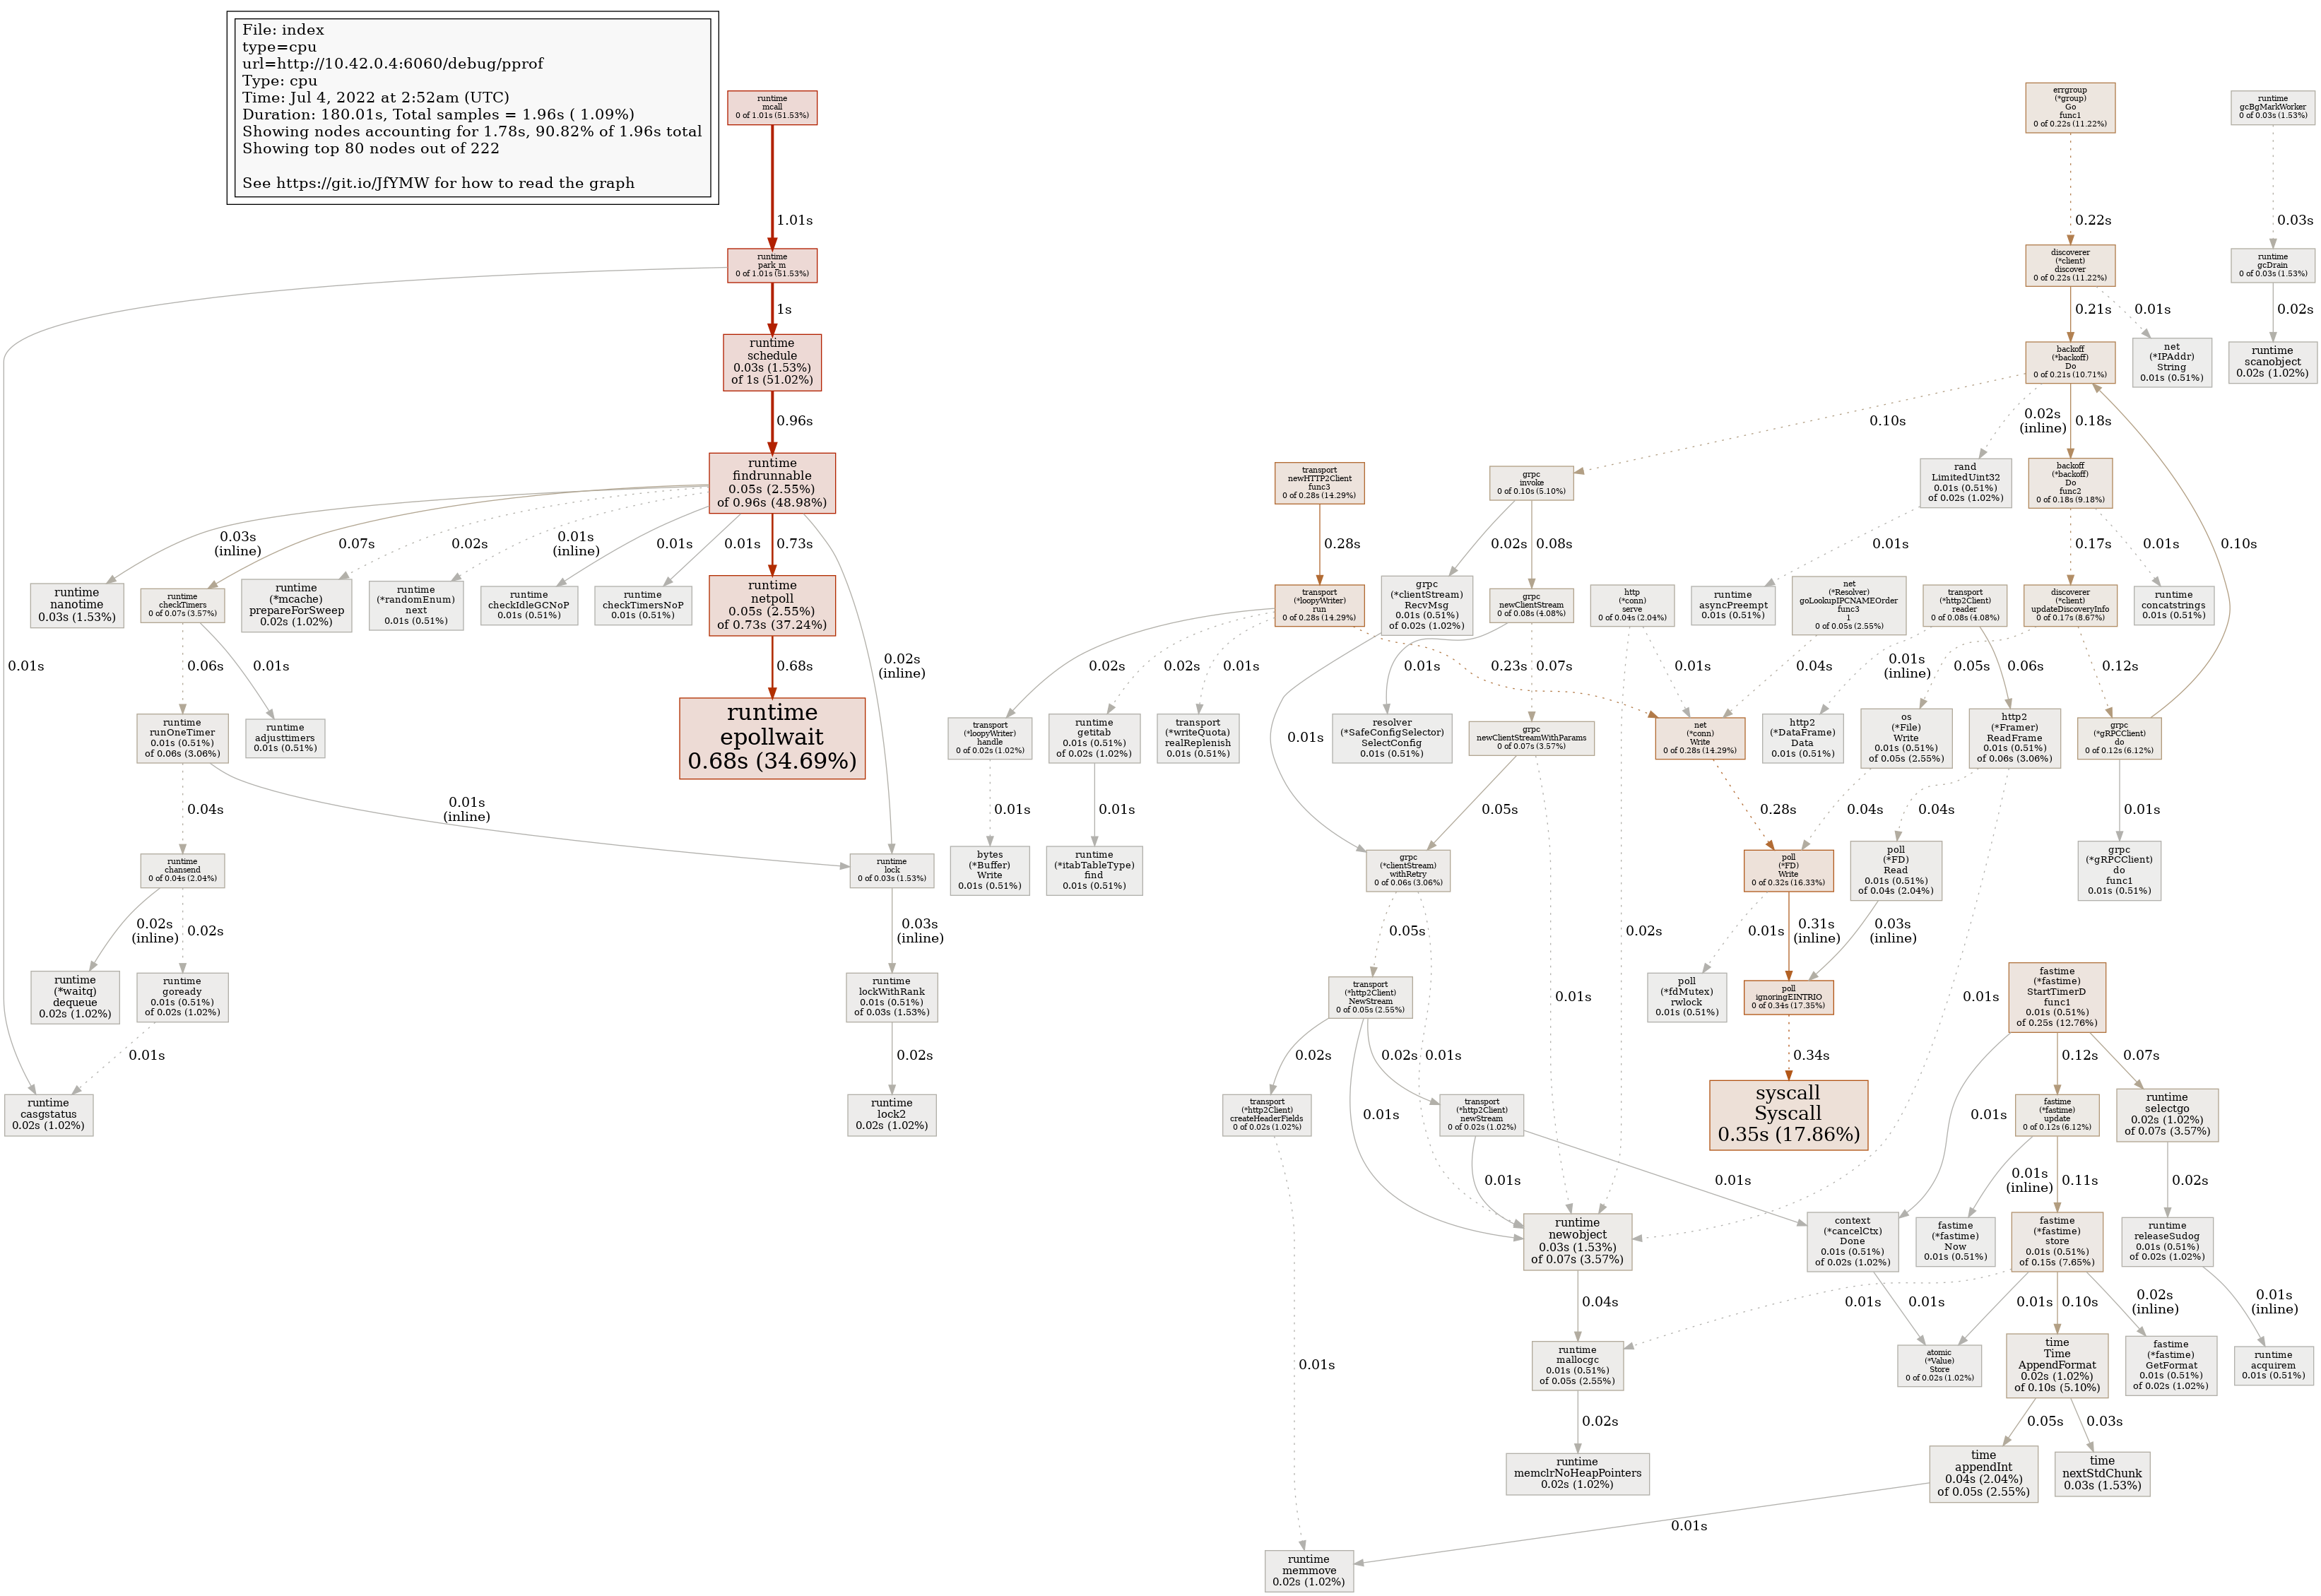 File: index
type=cpu
url=http://10.42.0.4:6060/debug/pprof
Type: cpu
Time: Jul 4, 2022 at 2:52am (UTC)
Duration: 180.01s, Total samples = 1.96s ( 1.09%)
Showing nodes accounting for 1.78s, 90.82% of 1.96s total
Showing top 80 nodes out of 222
See https://git.io/JfYMW for how to read the graph
runtime
mcall
0 of 1.01s (51.53%)
errgroup
(*group)
Go
func1
0 of 0.22s (11.22%)
runtime
gcBgMarkWorker
0 of 0.03s (1.53%)
1.01s
0.22s
0.03s
runtime
park_m
0 of 1.01s (51.53%)
discoverer
(*client)
discover
0 of 0.22s (11.22%)
runtime
gcDrain
0 of 0.03s (1.53%)
1s
0.21s
0.01s
0.02s
runtime
schedule
0.03s (1.53%)
of 1s (51.02%)
backoff
(*backoff)
Do
0 of 0.21s (10.71%)
net
(*IPAddr)
String
0.01s (0.51%)
runtime
scanobject
0.02s (1.02%)
0.96s
0.10s
0.02s
(inline)
0.18s
runtime
findrunnable
0.05s (2.55%)
of 0.96s (48.98%)
transport
newHTTP2Client
func3
0 of 0.28s (14.29%)
grpc
invoke
0 of 0.10s (5.10%)
rand
LimitedUint32
0.01s (0.51%)
of 0.02s (1.02%)
backoff
(*backoff)
Do
func2
0 of 0.18s (9.18%)
0.03s
(inline)
0.07s
0.02s
0.01s
(inline)
0.01s
0.01s
0.73s
0.28s
0.02s
0.08s
0.01s
0.17s
0.01s
0.10s
runtime
nanotime
0.03s (1.53%)
runtime
checkTimers
0 of 0.07s (3.57%)
runtime
(*mcache)
prepareForSweep
0.02s (1.02%)
runtime
(*randomEnum)
next
0.01s (0.51%)
runtime
checkIdleGCNoP
0.01s (0.51%)
runtime
checkTimersNoP
0.01s (0.51%)
runtime
netpoll
0.05s (2.55%)
of 0.73s (37.24%)
transport
(*loopyWriter)
run
0 of 0.28s (14.29%)
grpc
(*clientStream)
RecvMsg
0.01s (0.51%)
of 0.02s (1.02%)
grpc
newClientStream
0 of 0.08s (4.08%)
http
(*conn)
serve
0 of 0.04s (2.04%)
runtime
asyncPreempt
0.01s (0.51%)
net
(*Resolver)
goLookupIPCNAMEOrder
func3
1
0 of 0.05s (2.55%)
transport
(*http2Client)
reader
0 of 0.08s (4.08%)
discoverer
(*client)
updateDiscoveryInfo
0 of 0.17s (8.67%)
runtime
concatstrings
0.01s (0.51%)
0.01s
0.06s
0.01s
0.68s
0.02s
(inline)
0.02s
0.02s
0.01s
0.23s
0.01s
0.01s
0.07s
0.01s
0.04s
0.01s
(inline)
0.06s
0.05s
0.12s
runtime
runOneTimer
0.01s (0.51%)
of 0.06s (3.06%)
runtime
adjusttimers
0.01s (0.51%)
runtime
epollwait
0.68s (34.69%)
transport
(*loopyWriter)
handle
0 of 0.02s (1.02%)
runtime
getitab
0.01s (0.51%)
of 0.02s (1.02%)
transport
(*writeQuota)
realReplenish
0.01s (0.51%)
resolver
(*SafeConfigSelector)
SelectConfig
0.01s (0.51%)
grpc
newClientStreamWithParams
0 of 0.07s (3.57%)
net
(*conn)
Write
0 of 0.28s (14.29%)
http2
(*DataFrame)
Data
0.01s (0.51%)
os
(*File)
Write
0.01s (0.51%)
of 0.05s (2.55%)
http2
(*Framer)
ReadFrame
0.01s (0.51%)
of 0.06s (3.06%)
grpc
(*gRPCClient)
do
0 of 0.12s (6.12%)
0.04s
0.01s
(inline)
0.01s
0.01s
0.05s
0.28s
0.04s
0.04s
0.01s
runtime
chansend
0 of 0.04s (2.04%)
runtime
lock
0 of 0.03s (1.53%)
bytes
(*Buffer)
Write
0.01s (0.51%)
runtime
(*itabTableType)
find
0.01s (0.51%)
grpc
(*clientStream)
withRetry
0 of 0.06s (3.06%)
poll
(*FD)
Write
0 of 0.32s (16.33%)
poll
(*FD)
Read
0.01s (0.51%)
of 0.04s (2.04%)
grpc
(*gRPCClient)
do
func1
0.01s (0.51%)
0.02s
(inline)
0.02s
0.03s
(inline)
0.05s
0.02s
0.01s
0.31s
(inline)
0.03s
(inline)
runtime
(*waitq)
dequeue
0.02s (1.02%)
runtime
goready
0.01s (0.51%)
of 0.02s (1.02%)
runtime
lockWithRank
0.01s (0.51%)
of 0.03s (1.53%)
transport
(*http2Client)
NewStream
0 of 0.05s (2.55%)
0.01s
0.01s
poll
(*fdMutex)
rwlock
0.01s (0.51%)
poll
ignoringEINTRIO
0 of 0.34s (17.35%)
fastime
(*fastime)
StartTimerD
func1
0.01s (0.51%)
of 0.25s (12.76%)
0.01s
0.02s
0.02s
0.02s
0.01s
0.34s
0.12s
0.07s
runtime
casgstatus
0.02s (1.02%)
runtime
lock2
0.02s (1.02%)
transport
(*http2Client)
createHeaderFields
0 of 0.02s (1.02%)
0.01s
transport
(*http2Client)
newStream
0 of 0.02s (1.02%)
syscall
Syscall
0.35s (17.86%)
0.01s
fastime
(*fastime)
update
0 of 0.12s (6.12%)
runtime
selectgo
0.02s (1.02%)
of 0.07s (3.57%)
0.01s
0.01s
0.01s
(inline)
0.11s
0.02s
runtime
newobject
0.03s (1.53%)
of 0.07s (3.57%)
context
(*cancelCtx)
Done
0.01s (0.51%)
of 0.02s (1.02%)
fastime
(*fastime)
Now
0.01s (0.51%)
fastime
(*fastime)
store
0.01s (0.51%)
of 0.15s (7.65%)
runtime
releaseSudog
0.01s (0.51%)
of 0.02s (1.02%)
0.04s
0.01s
0.01s
0.01s
0.10s
0.02s
(inline)
0.01s
(inline)
0.01s
runtime
mallocgc
0.01s (0.51%)
of 0.05s (2.55%)
atomic
(*Value)
Store
0 of 0.02s (1.02%)
time
Time
AppendFormat
0.02s (1.02%)
of 0.10s (5.10%)
fastime
(*fastime)
GetFormat
0.01s (0.51%)
of 0.02s (1.02%)
runtime
acquirem
0.01s (0.51%)
0.02s
0.05s
0.03s
runtime
memclrNoHeapPointers
0.02s (1.02%)
time
appendInt
0.04s (2.04%)
of 0.05s (2.55%)
time
nextStdChunk
0.03s (1.53%)
0.01s
runtime
memmove
0.02s (1.02%)